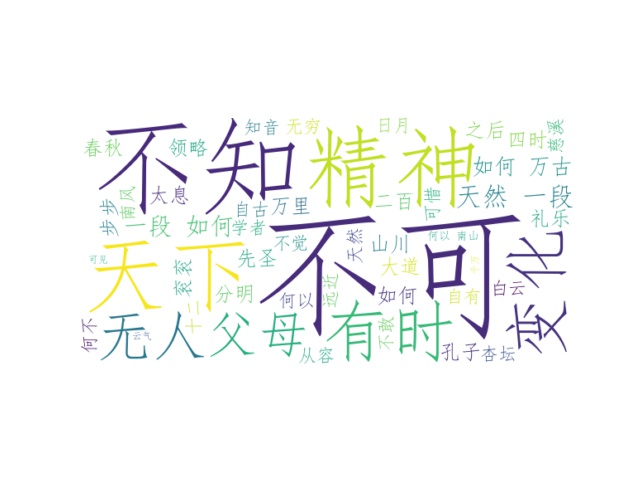 不知
精神
知音
无穷
日月
之后
四时
慈溪
春秋
领略
如何
万古
太息
南风
步步
一段
如何
自古
万里
学者
二百
可惜
天然
一段
礼乐
天下
不可
变化
不觉
先圣
天然
山川
何以
南山
大道
可见
衮衮
分明
何以
远近
如何
自有
白云
十二
何不
无人
父母
有时
不敢
从容
孔子
杏坛